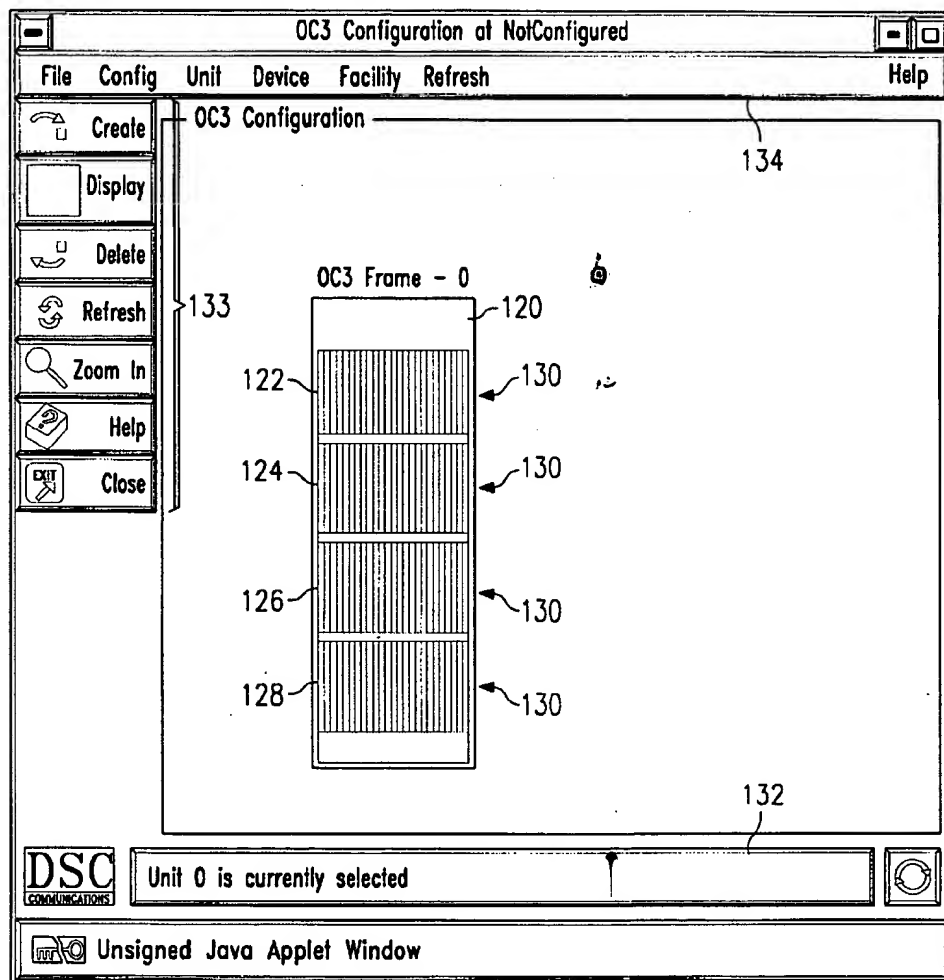 OC3 Configuration at NotConfigured
File Config Unit Device Facility Refresh Help
Create
OC3 Configuration
134
Display
Delete
OC3 Frame - 0
Refresh
133
120
Zoom In
122
130
Help
124
130
EXIT
Close
126
130
128
130
132
DSC
COMMUNICATIONS
Unit 0 is currently selected
Unsigned Java Applet Window